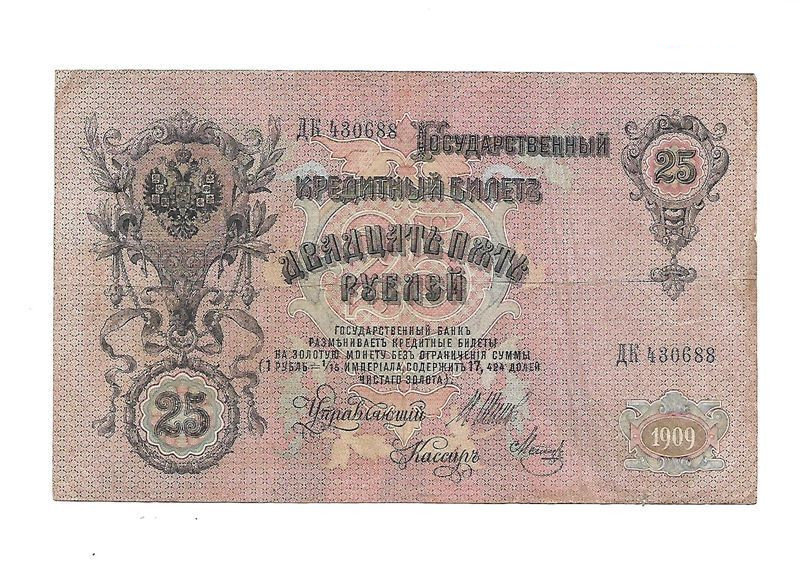 ДК 430688
Государственный
25
Кредитный Билетъ
Двадцать Пять
Рублей
ГОСУДАРСТВЕННЫЙ БАНКЪ
РАЗМѢНИВАЕТЪ КРЕДИТНЫЕ БИЛЕТЫ
НА ЗОЛОТУЮ МОНЕТУ БЕЗЪ ОГРАНИЧЕНІЯ СУММЫ
(1 РУБЛЬ = 1/15 ИМПЕРІАЛА, СОДЕРЖИТЪ 17,424 ДОЛЕЙ
ЧИСТАГО ЗОЛОТА).
ДК 430688
25
Управляющій
Кассиръ
1909